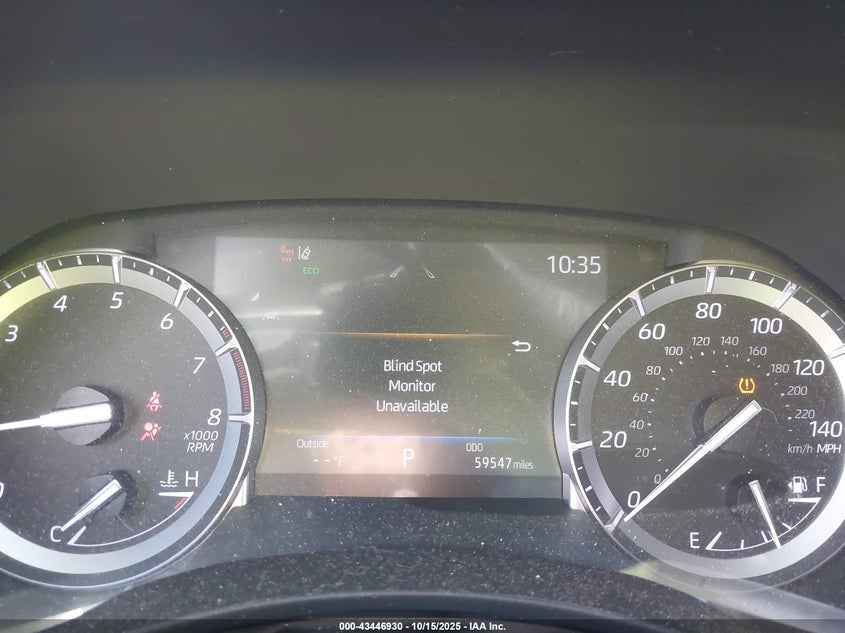 OFF
ECO
10:35
Blind Spot
Monitor
Unavailable
Outside
--°F
P
ODO
59547 miles
3
4
5
6
7
8
x1000
RPM
H
C
0
20
40
60
80
100
120
140
km/h MPH
0
20
40
60
80
100
120
140
160
180
200
220
E
F
000-43446930 - 10/15/2025 - IAA Inc.